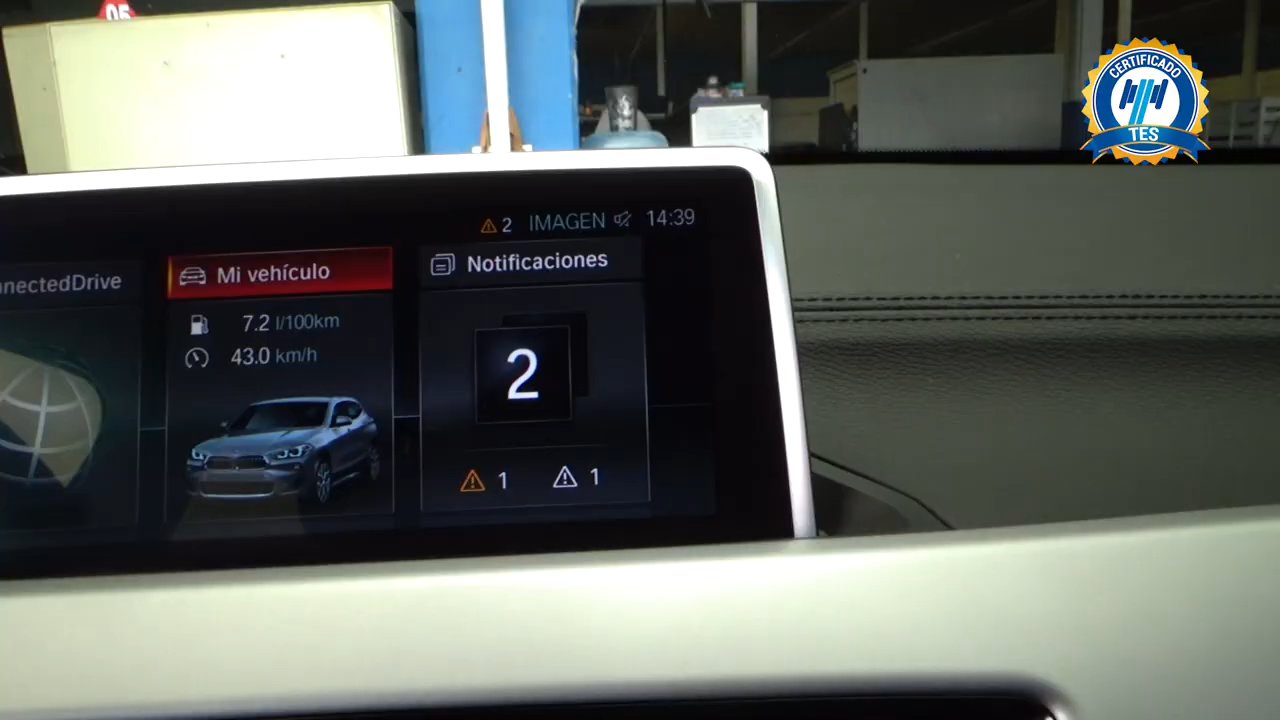 05
CERTIFICADO
TES
2 IMAGEN 14:39
nnectedDrive
Mi vehículo
Notificaciones
7.2 l/100km
43.0 km/h
2
1 1